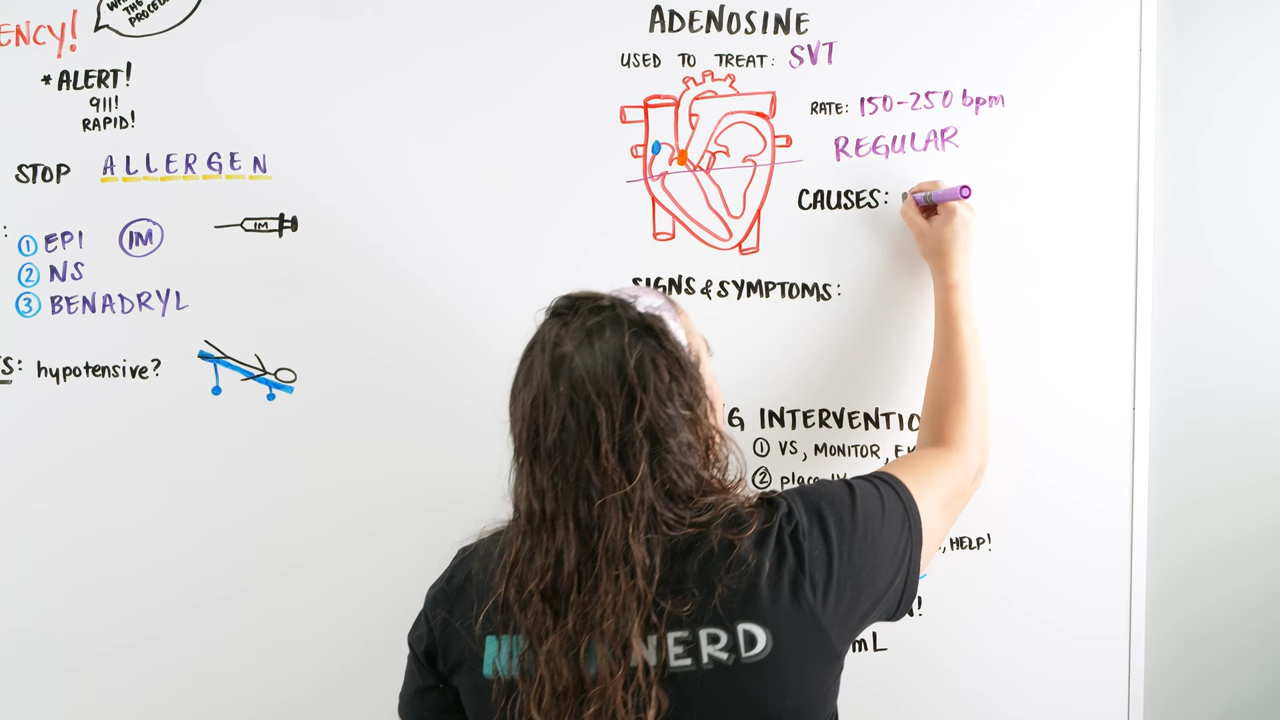 THE
ENCY!
* ALERT!
911!
RAPID!
STOP ALLERGEN
:
① EPI IM
IM
② NS
③ BENADRYL
S: hypotensive?
ADENOSINE
USED TO TREAT: SVT
RATE: 150-250 bpm
REGULAR
CAUSES:
SIGNS & SYMPTOMS:
G INTERVENTIO
① VS, MONITOR,
② place
, HELP!
!
mL
NERD